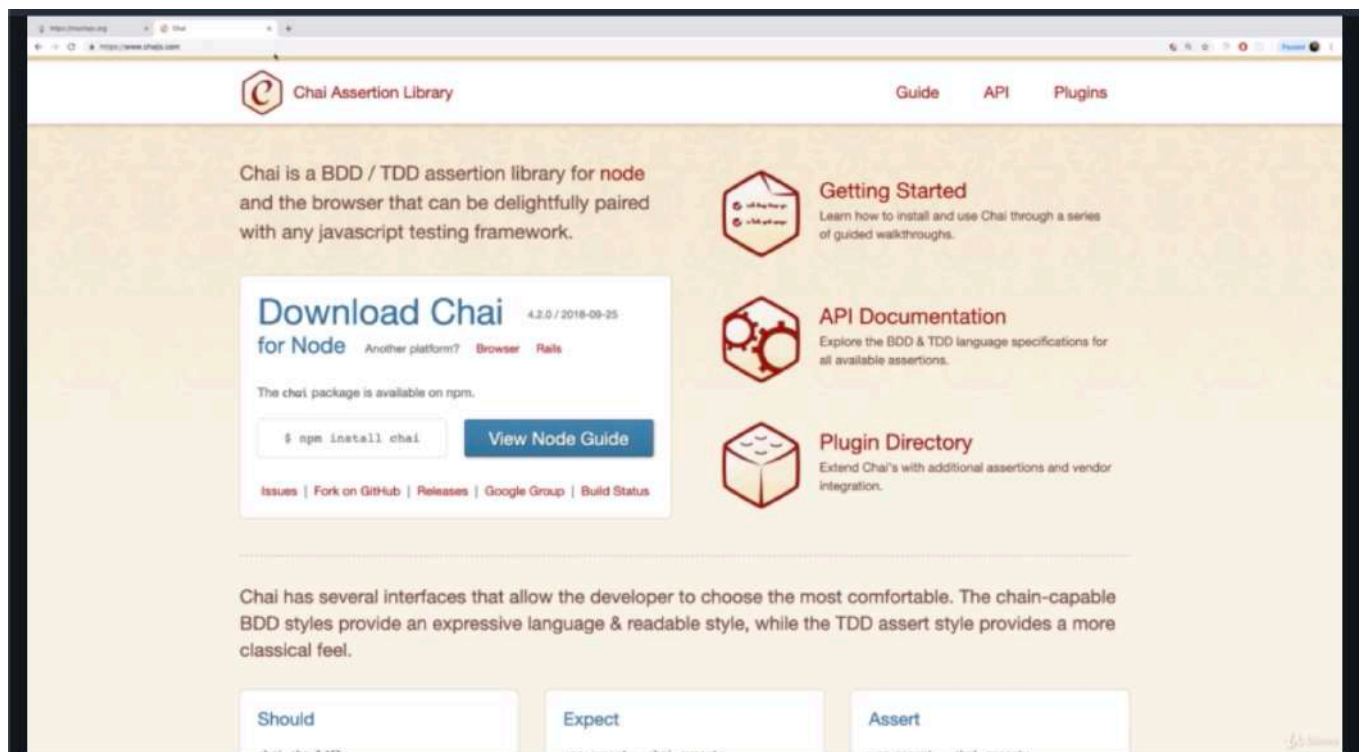 Chai
https://www.chaijs.com
Paused
Chai Assertion Library
Guide
API
Plugins
Chai is a BDD / TDD assertion library for node
and the browser that can be delightfully paired
with any javascript testing framework.
Download Chai
4.2.0 / 2018-09-25
for Node
Another platform? Browser Rails
The chai package is available on npm.
$ npm install chai
View Node Guide
Issues | Fork on GitHub | Releases | Google Group | Build Status
Getting Started
Learn how to install and use Chai through a series
of guided walkthroughs.
API Documentation
Explore the BDD & TDD language specifications for
all available assertions.
Plugin Directory
Extend Chai's with additional assertions and vendor
integration.
Chai has several interfaces that allow the developer to choose the most comfortable. The chain-capable
BDD styles provide an expressive language & readable style, while the TDD assert style provides a more
classical feel.
Should
Expect
Assert